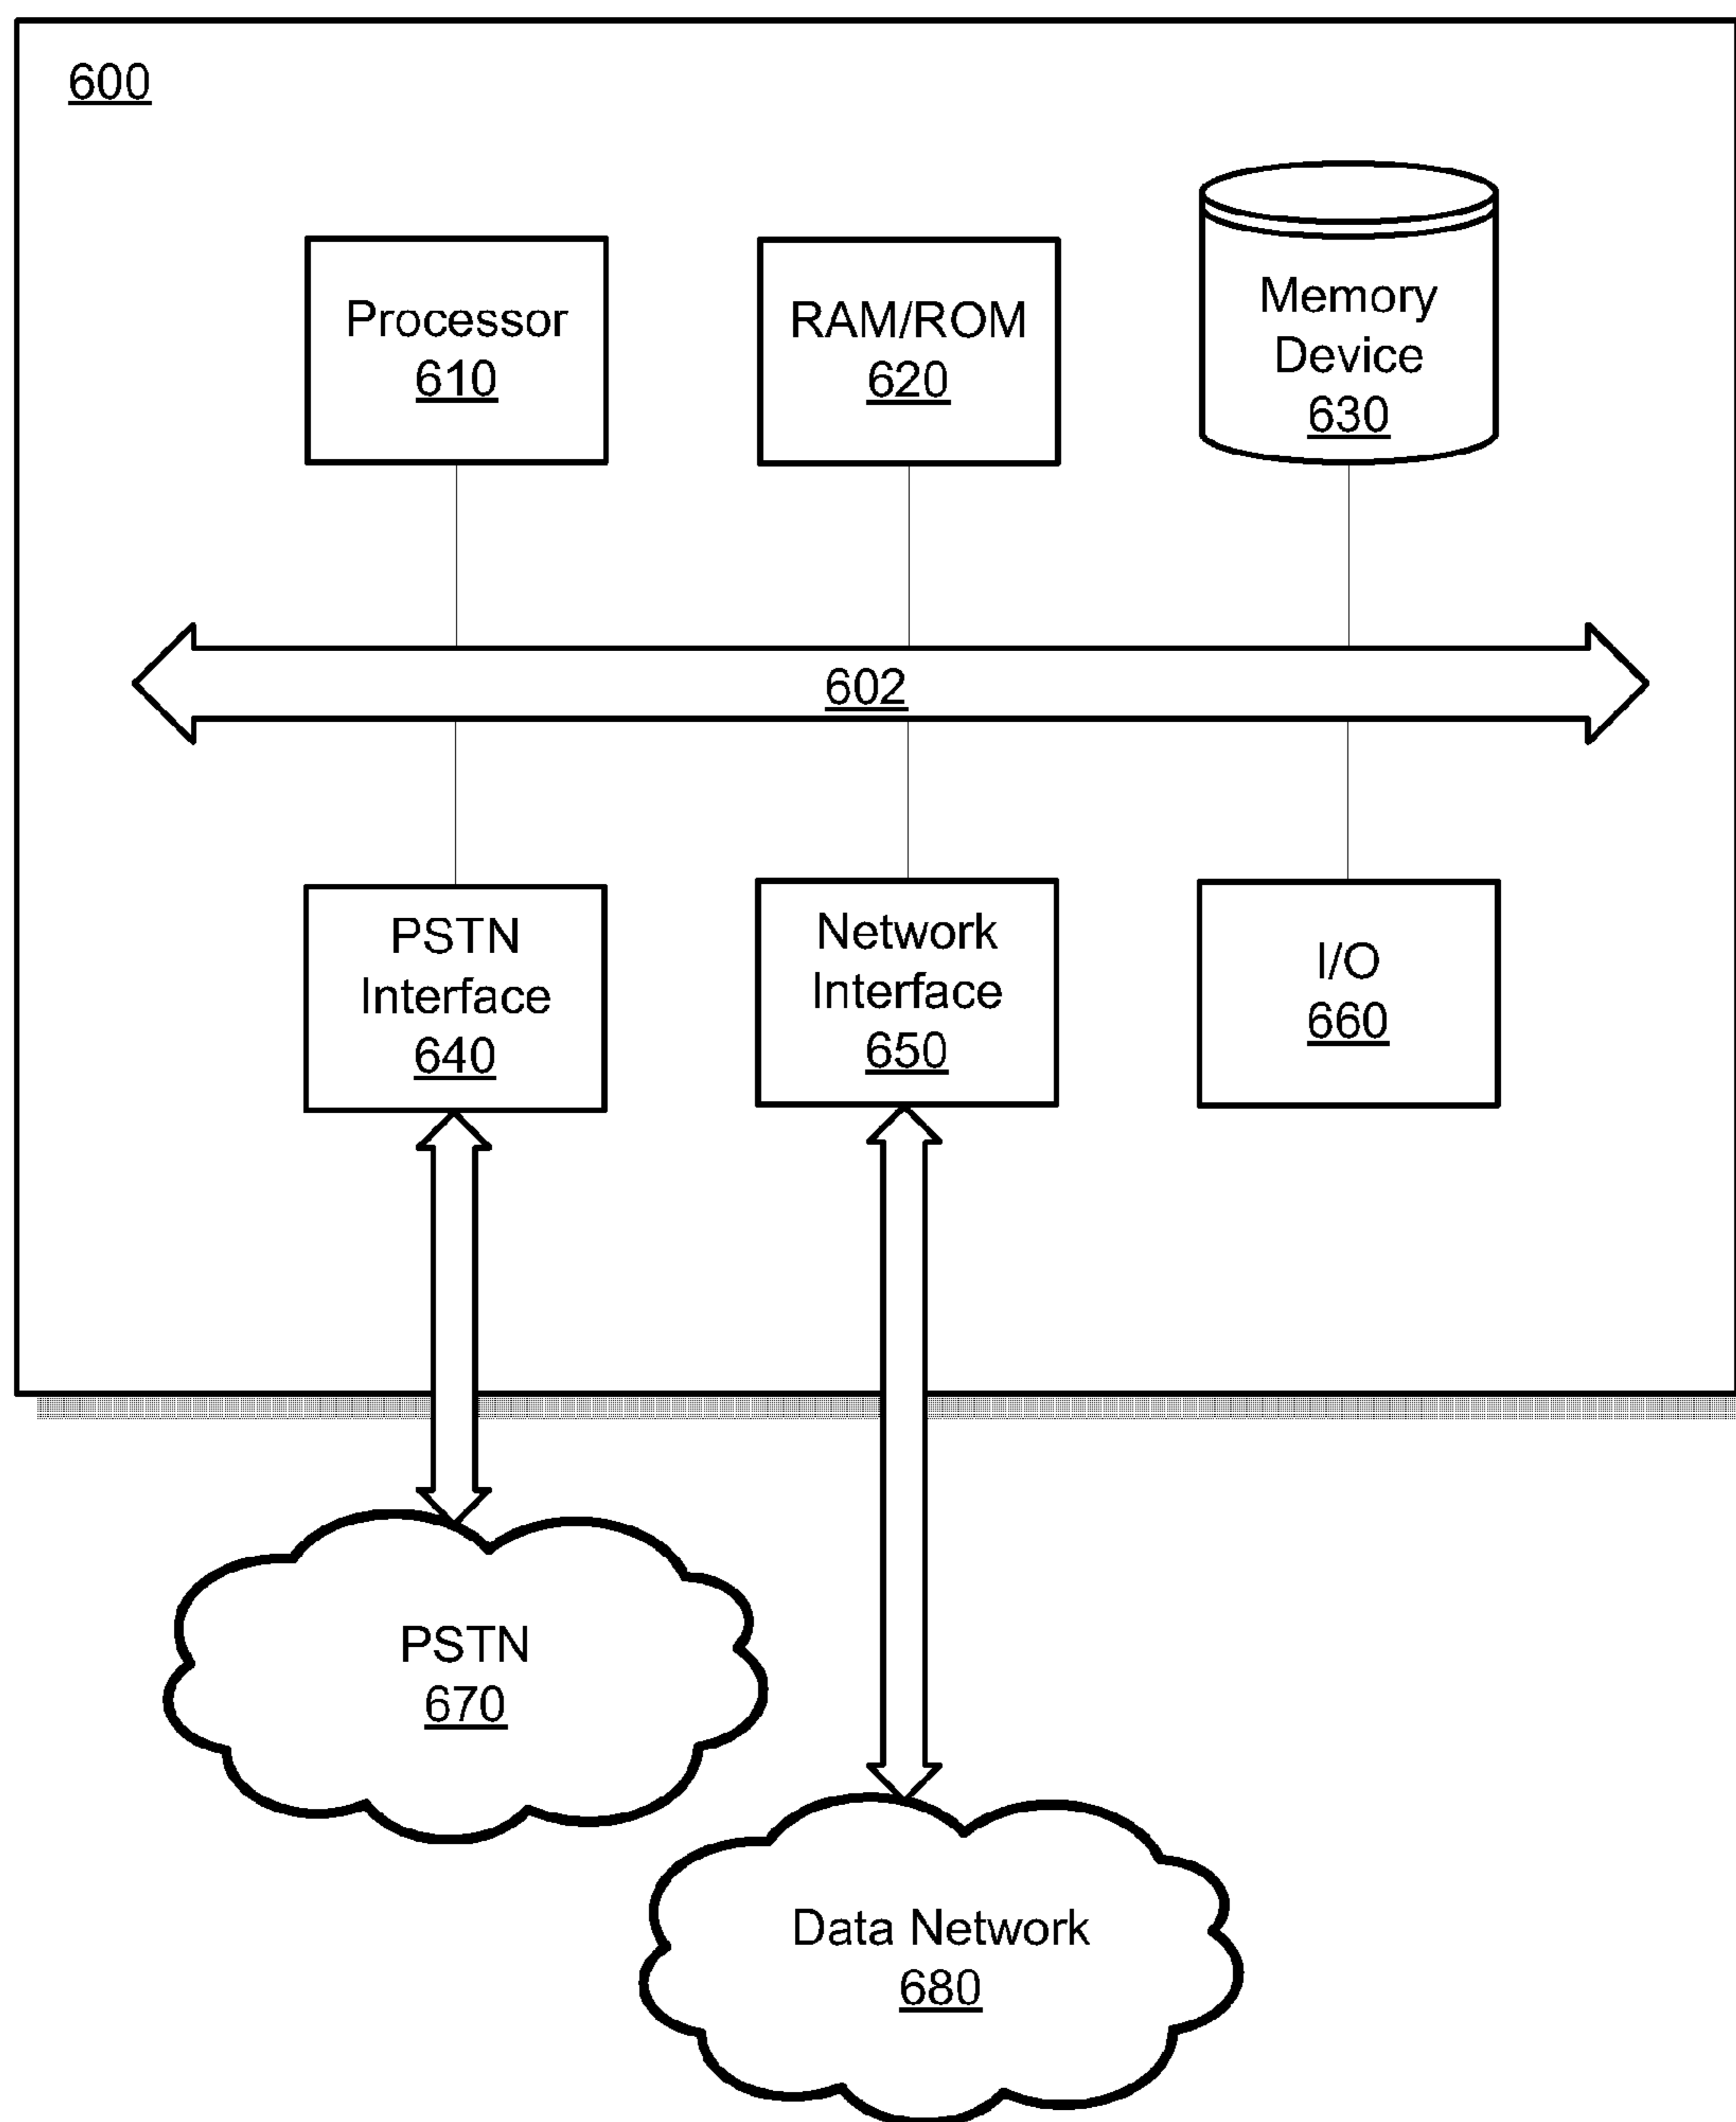 600
Processor
610
RAM/ROM
620
Memory
Device
630
602
PSTN
Interface
640
Network
Interface
650
I/O
660
PSTN
670
Data Network
680